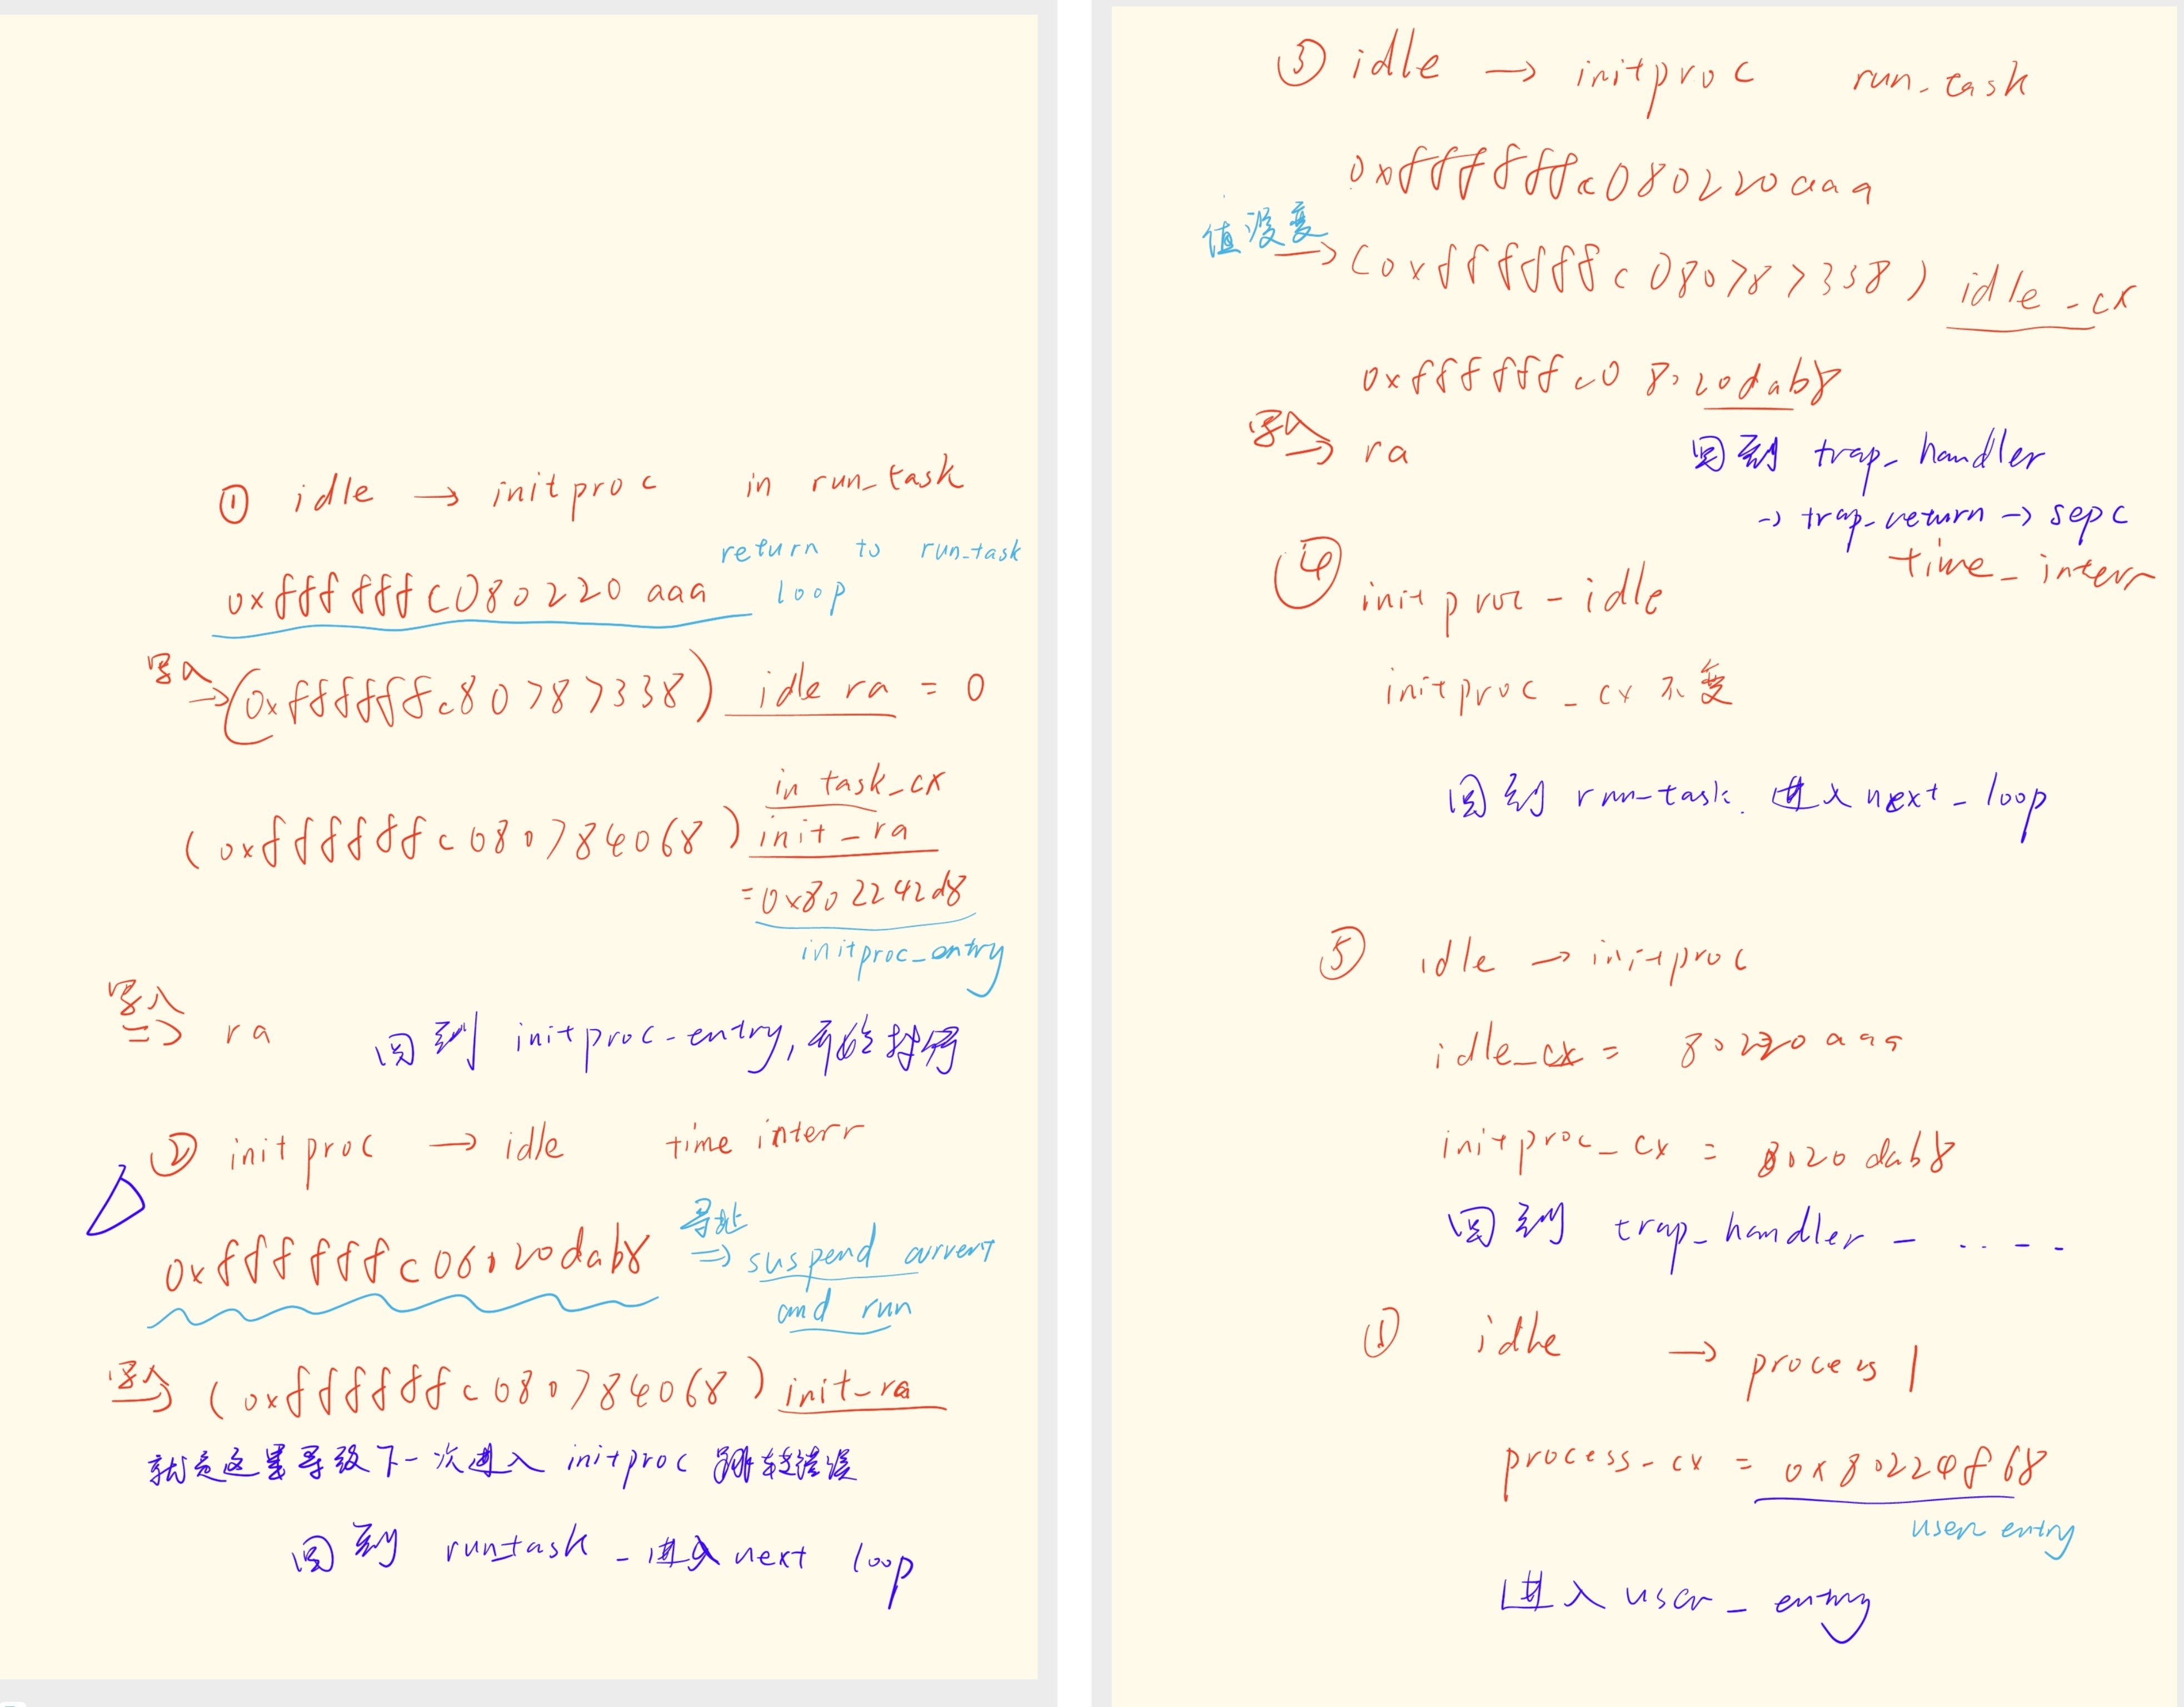 ① idle → initproc in run_task
return to run_task
0xffffffc080220aaa loop
写入
→(0xffffffc80787338) idle ra = 0
in task_cx
(0xffffffc080784068) init_ra
=0x802242d8
initproc_entry
写入
=> ra 回到 initproc-entry, 开始执行
② initproc → idle time interr
0xffffffc08020dab8 寻址
=> suspend current
and run
写入
=> (0xffffffc080784068) init_ra
就是这里导致下一次进入 initproc 跳转错误
回到 runtask - 进入 next loop
③ idle → initproc run_task
0xffffffc080220aaa
值没变
→ (0xffffffc080787338) idle_cx
0xffffffc08020dab8
写入
→ ra 回到 trap_handler
→ trap_return → sepc
time_interr
④ initproc - idle
initproc_cx 不变
回到 run_task. 进入 next_loop
⑤ idle → initproc
idle_cx = 80220aaa
initproc_cx = 8020dab8
回到 trap_handler - ....
① idle → process 1
process_cx = 0x80224f68
user entry
进入 user_entry